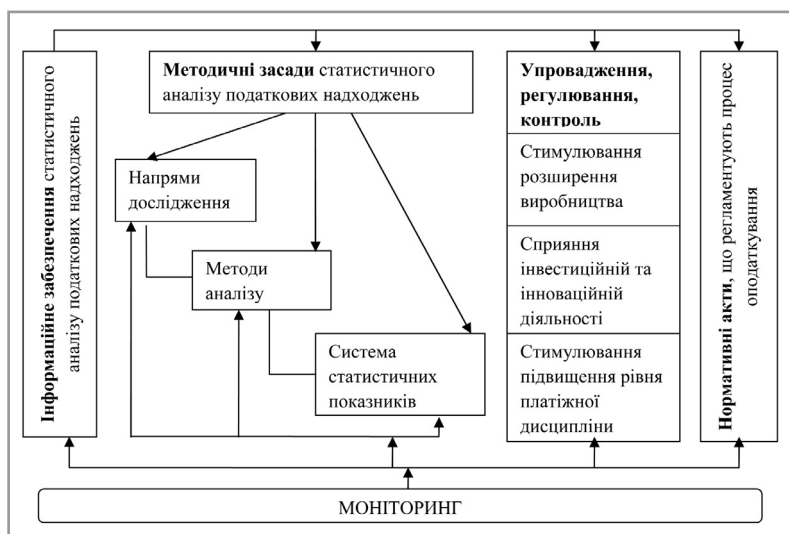 Інформаційне забезпечення статистичного
аналізу податкових надходжень
Методичні засади статистичного
аналізу податкових надходжень
Напрями
дослідження
Методи
аналізу
Система
статистичних
показників
Упровадження,
регулювання,
контроль
Стимулювання
розширення
виробництва
Сприяння
інвестиційній та
інноваційній
діяльності
Стимулювання
підвищення рівня
платіжної
дисципліни
Нормативні акти, що регламентують процес
оподаткування
МОНІТОРИНГ